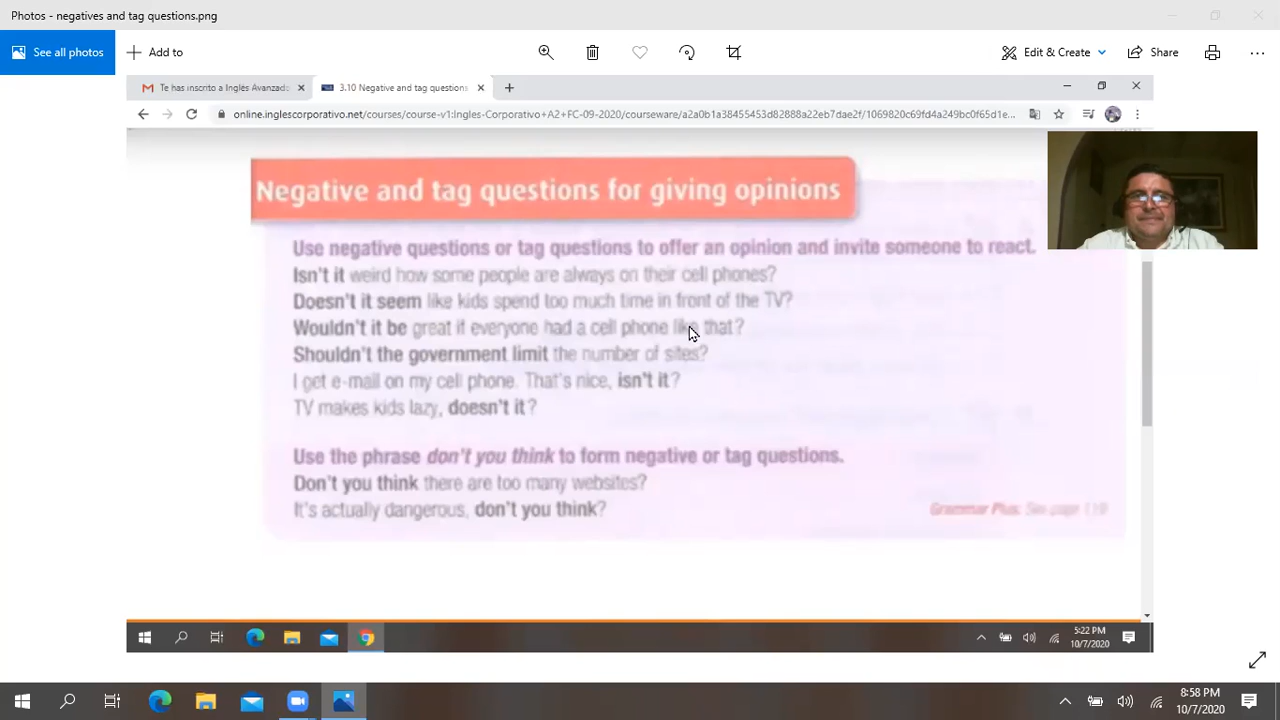 Photos - negatives and tag questions.png
See all photos
Add to
Edit & Create
Share
Te has inscrito a Inglés Avanzado
3.10 Negative and tag questions
online.inglescorporativo.net/courses/course-v1:Ingles-Corporativo+A2+FC-09-2020/courseware/a2a0b1a38455453d82888a22eb7dae2f/1069820c69fd4a249bc0f65d1e...
Negative and tag questions for giving opinions
Use negative questions or tag questions to offer an opinion and invite someone to react.
Isn't it weird how some people are always on their cell phones?
Doesn't it seem like kids spend too much time in front of the TV?
Wouldn't it be great if everyone had a cell phone like that?
Shouldn't the government limit the number of sites?
I get e-mail on my cell phone. That's nice, isn't it?
TV makes kids lazy, doesn't it?
Use the phrase don't you think to form negative or tag questions.
Don't you think there are too many websites?
It's actually dangerous, don't you think?
Grammar Plus: See page 110
5:22 PM
10/7/2020
8:58 PM
10/7/2020